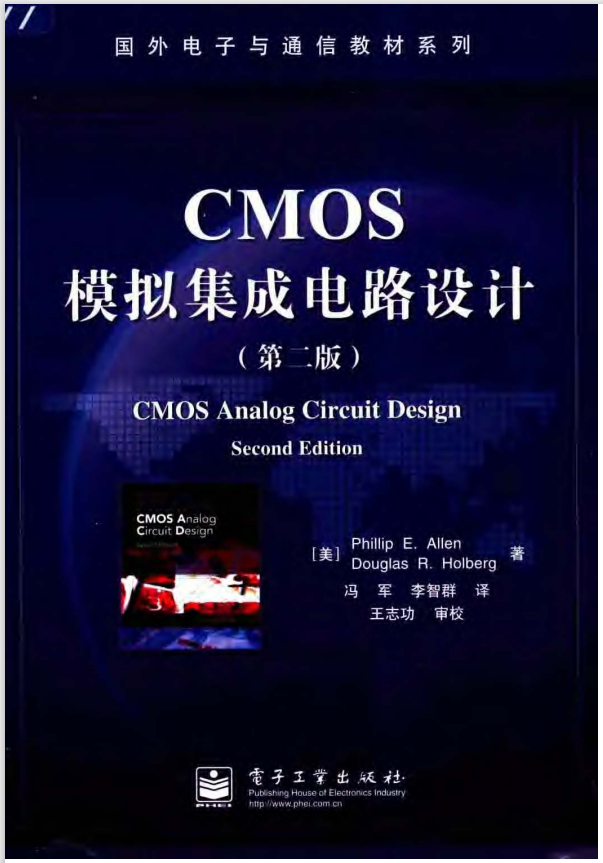 国外电子与通信教材系列
CMOS
模拟集成电路设计
（第二版）
CMOS Analog Circuit Design
Second Edition
CMOS Analog
Circuit Design
[美] Phillip E. Allen
Douglas R. Holberg 著
冯 军 李智群 译
王志功 审校
電子工業出版社·
Publishing House of Electronics Industry
http://www.phei.com.cn
PHEI